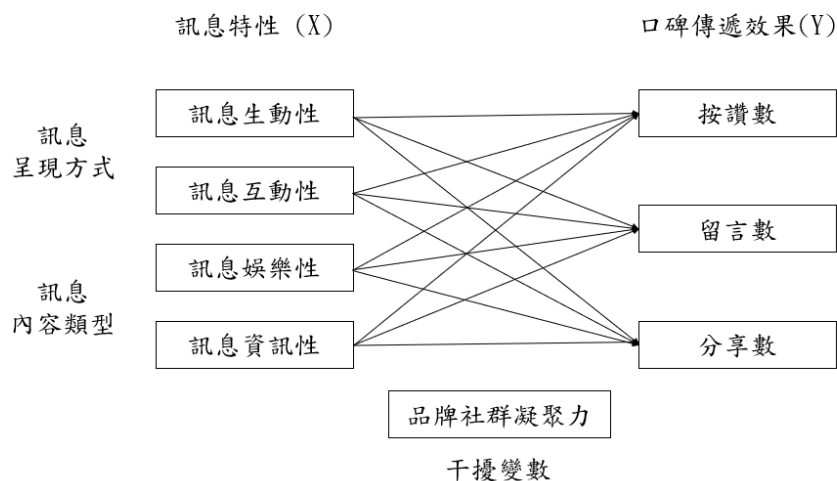 訊息特性 (X)
口碑傳遞效果(Y)
訊息
呈現方式
訊息生動性
訊息互動性
訊息
內容類型
訊息娛樂性
訊息資訊性
按讚數
留言數
分享數
品牌社群凝聚力
干擾變數